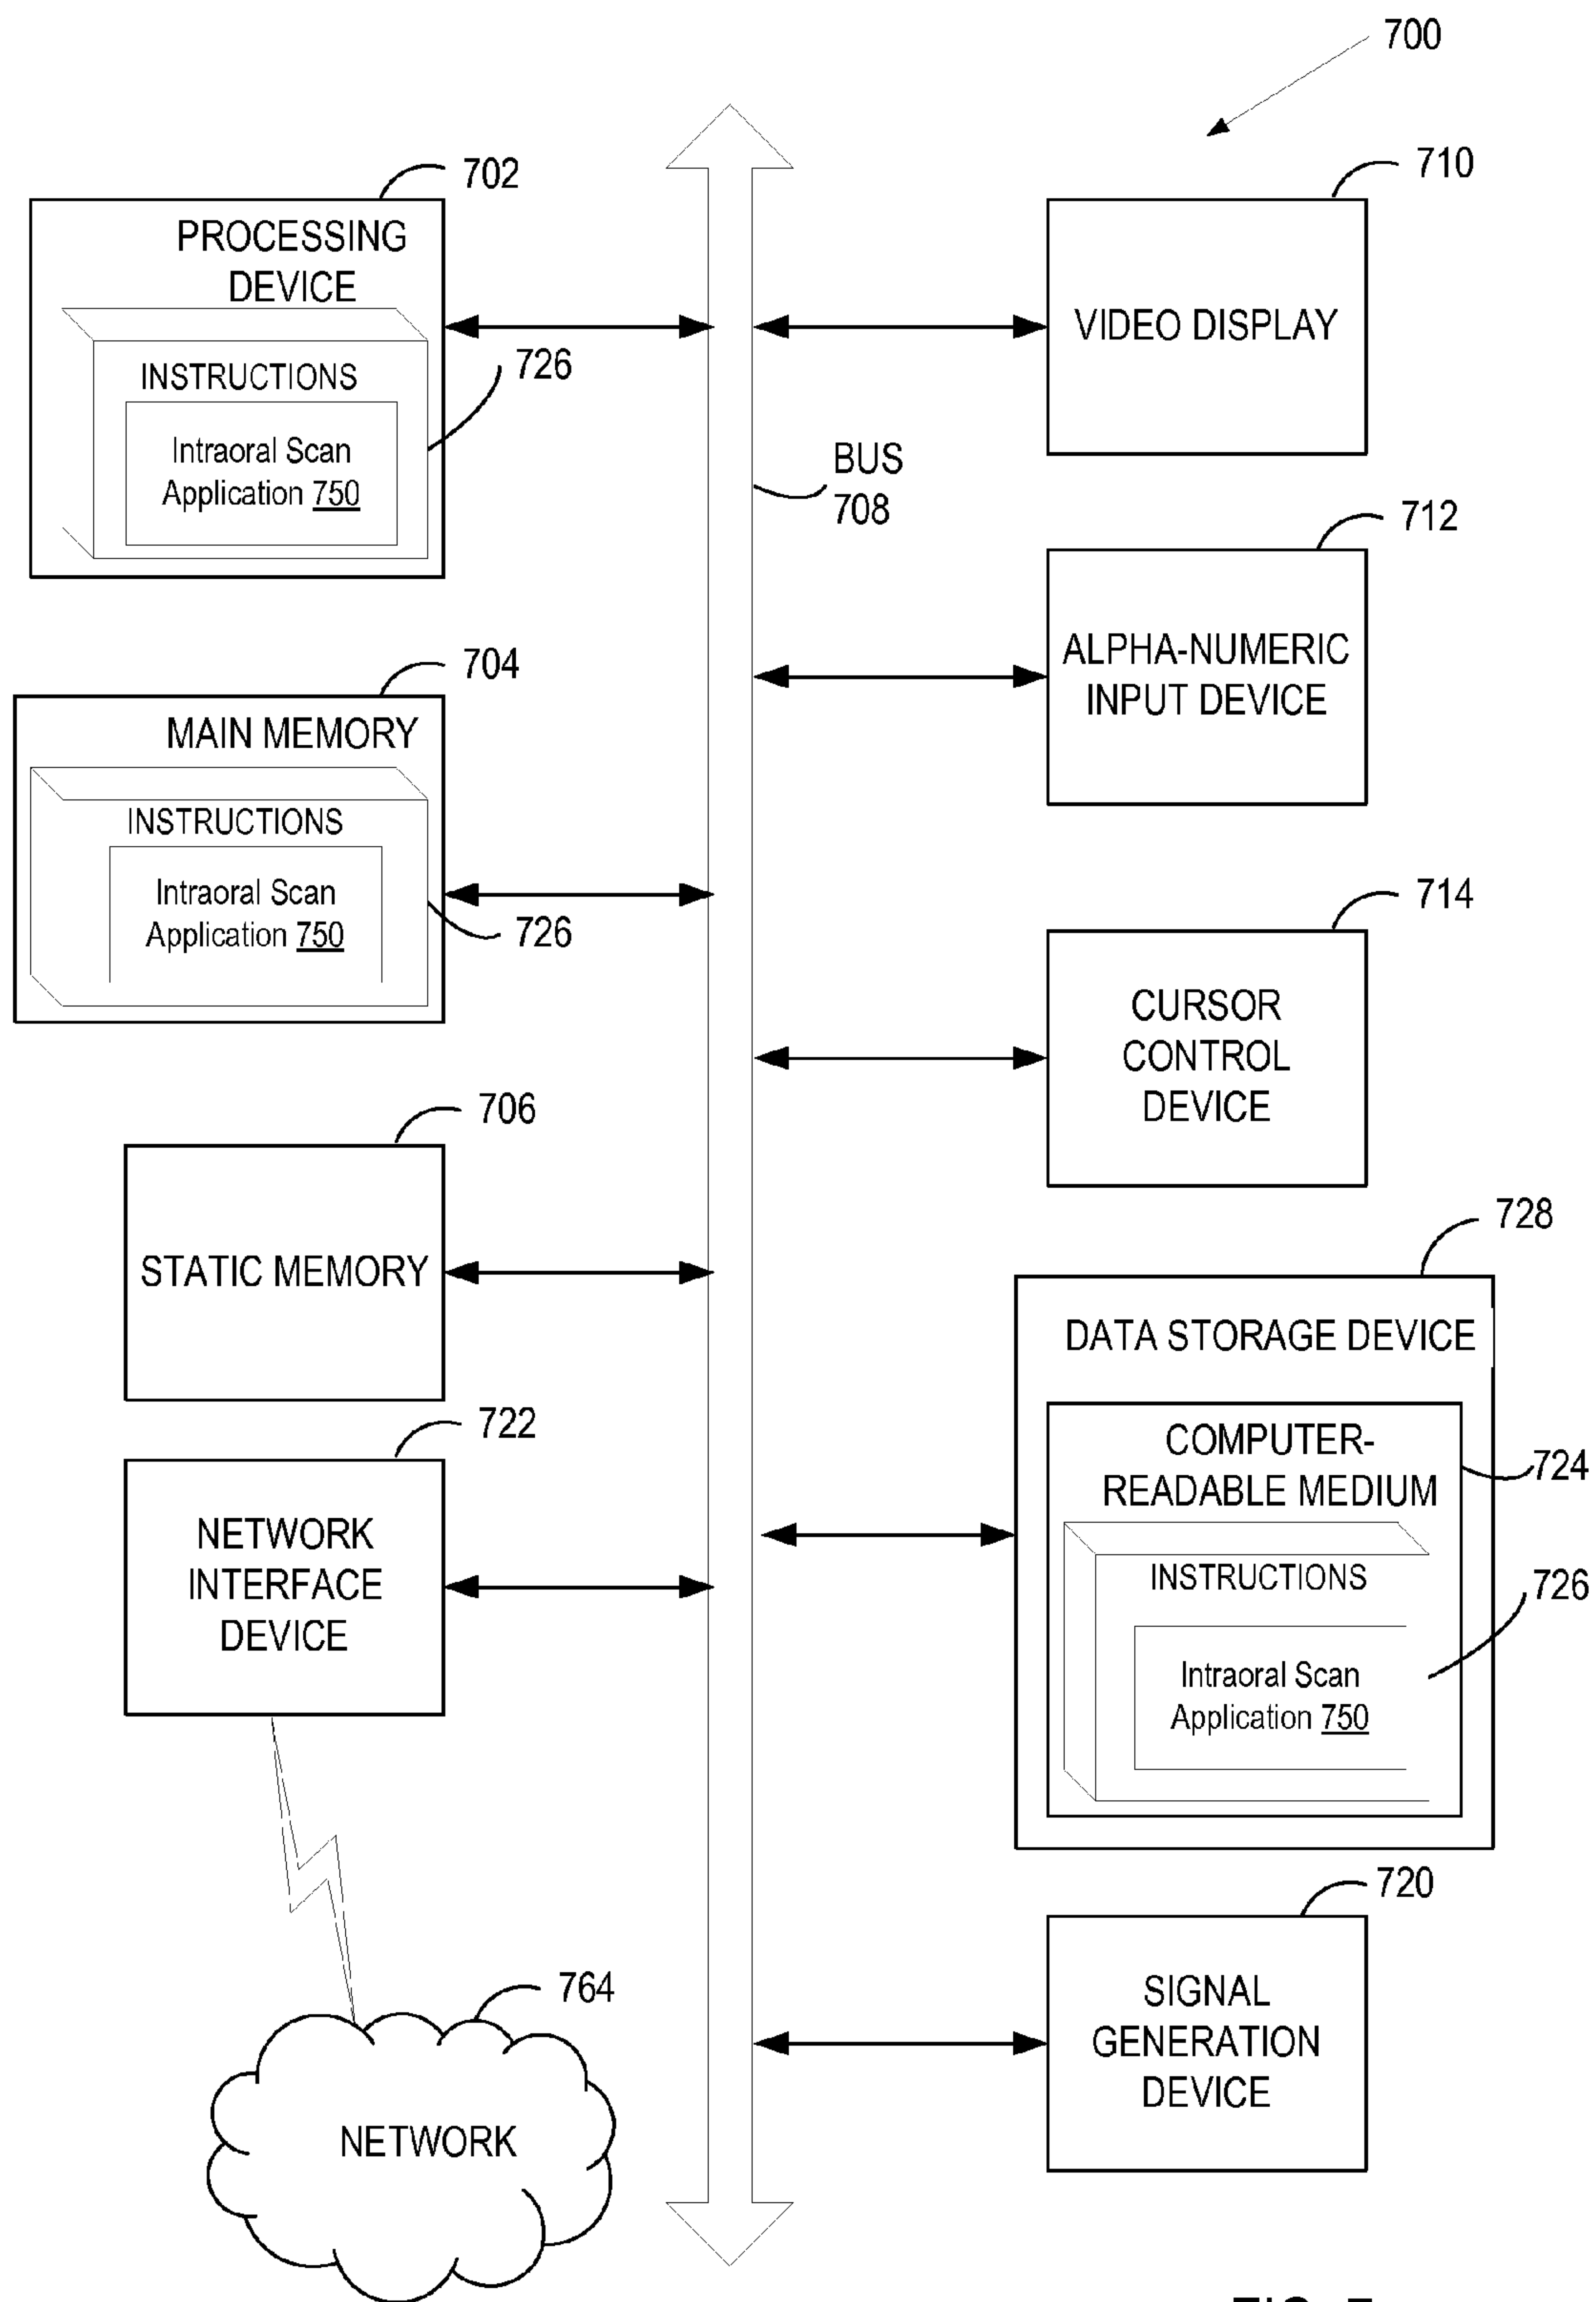 700
702
PROCESSING
DEVICE
INSTRUCTIONS
726
Intraoral Scan
Application 750
710
VIDEO DISPLAY
BUS
708
712
ALPHA-NUMERIC
INPUT DEVICE
704
MAIN MEMORY
INSTRUCTIONS
Intraoral Scan
Application 750
726
714
CURSOR
CONTROL
DEVICE
706
STATIC MEMORY
728
DATA STORAGE DEVICE
COMPUTER-
READABLE MEDIUM
724
INSTRUCTIONS
726
Intraoral Scan
Application 750
722
NETWORK
INTERFACE
DEVICE
720
SIGNAL
GENERATION
DEVICE
764
NETWORK